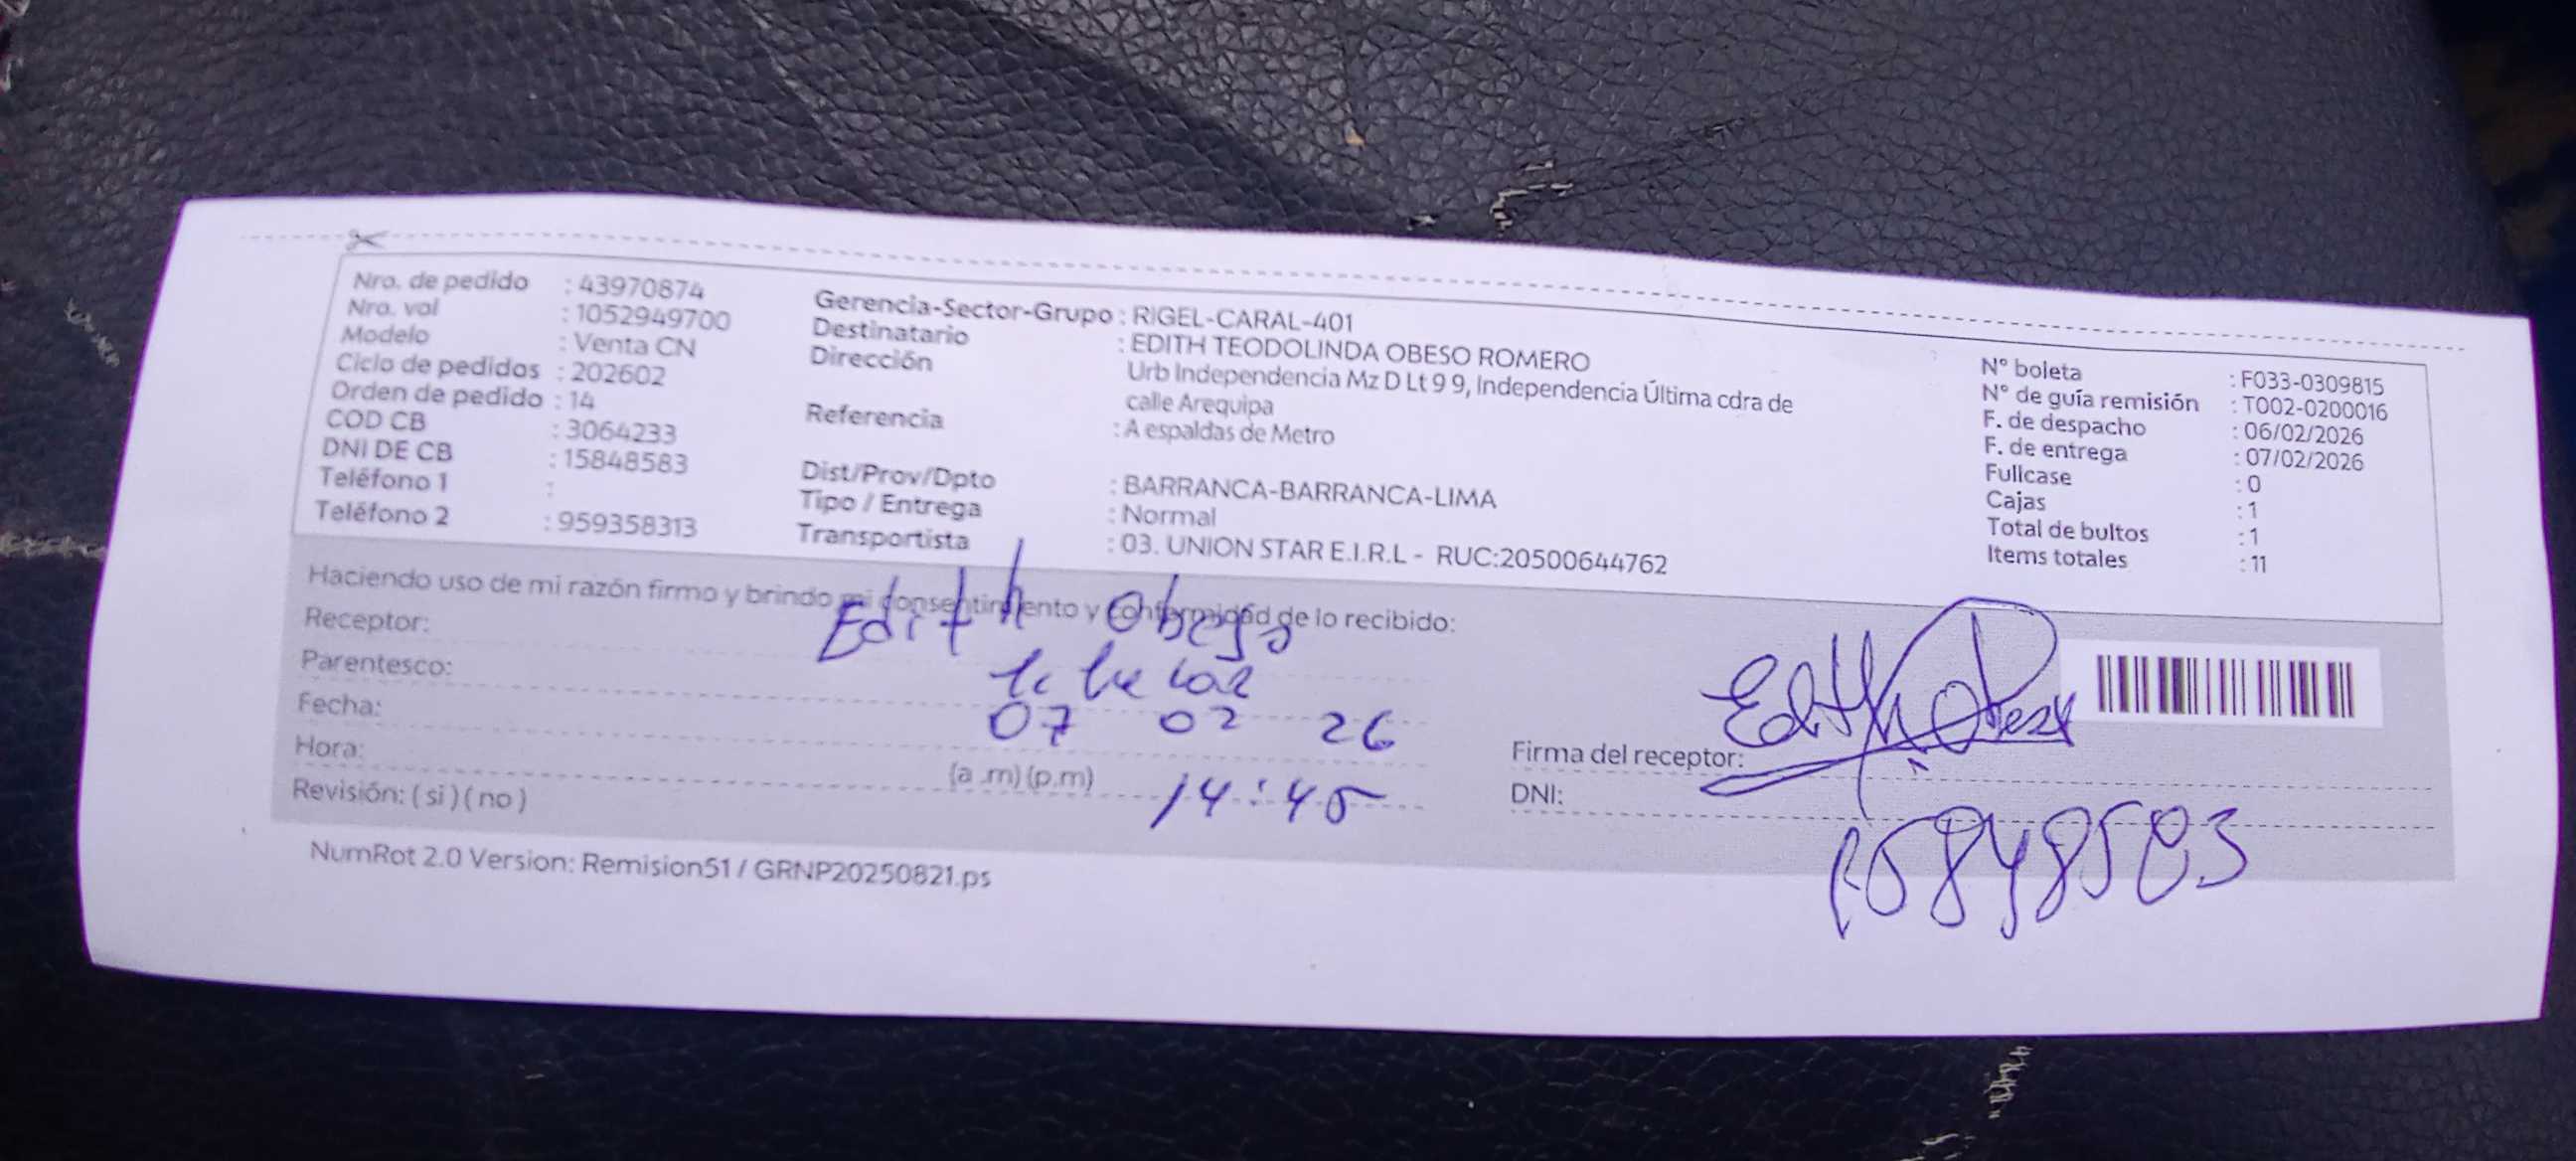 Nro. de pedido : 43970874
Nro. val : 1052949700
Modelo : Venta CN
Ciclo de pedidos : 202602
Orden de pedido : 14
COD CB : 3064233
DNI DE CB : 15848583
Teléfono 1 :
Teléfono 2 : 959358313
Gerencia-Sector-Grupo : RIGEL-CARAL-401
Destinatario : EDITH TEODOLINDA OBESO ROMERO
Dirección Urb Independencia Mz D Lt 9 9, Independencia Última cdra de
calle Arequipa
Referencia : A espaldas de Metro
Dist/Prov/Dpto : BARRANCA-BARRANCA-LIMA
Tipo / Entrega : Normal
Transportista : 03. UNION STAR E.I.R.L - RUC:20500644762
N° boleta : F033-0309815
N° de guía remisión : T002-0200016
F. de despacho : 06/02/2026
F. de entrega : 07/02/2026
Fullcase : 0
Cajas : 1
Total de bultos : 1
Items totales : 11
Haciendo uso de mi razón firmo y brindo mi consentimiento y conformidad de lo recibido:
Receptor: Edith Obeso
Parentesco:
Fecha: 07 02 26
Hora: (a .m) (p.m) 14:45
Revisión: ( si ) ( no )
Firma del receptor: Edith Obeso
DNI: 15848583
NumRot 2.0 Version: Remision51 / GRNP20250821.ps